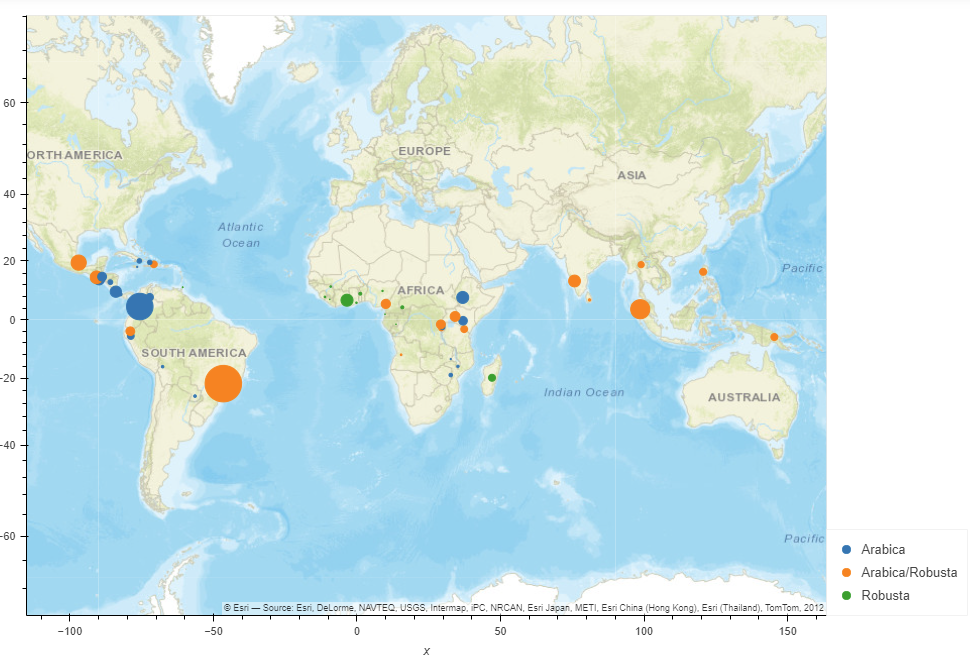 60
40
20
0
-20
-40
-60
ORTH AMERICA
EUROPE
ASIA
Atlantic
Ocean
Pacific
AFRICA
SOUTH AMERICA
Indian Ocean
AUSTRALIA
Pacific
© Esri — Source: Esri, DeLorme, NAVTEQ, USGS, Intermap, iPC, NRCAN, Esri Japan, METI, Esri China (Hong Kong), Esri (Thailand), TomTom, 2012
−100
−50
0
50
100
150
x
Arabica
Arabica/Robusta
Robusta